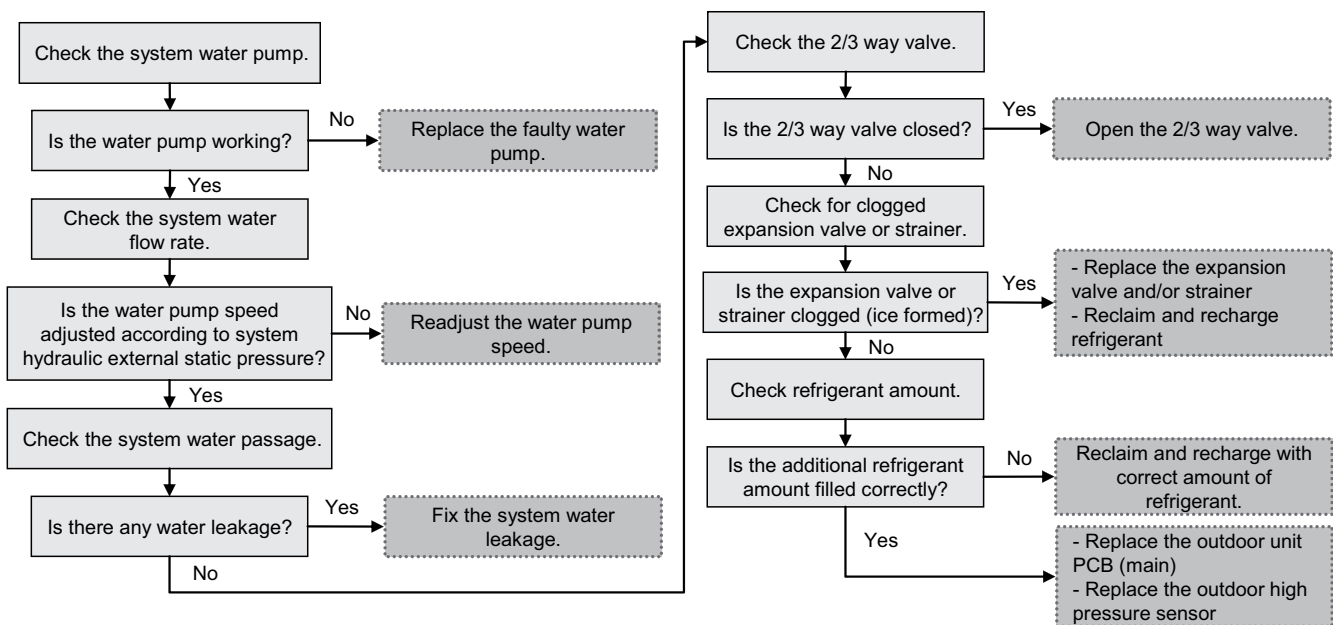 Check the system water pump.
Is the water pump working?
No
Replace the faulty water
pump.
Yes
Check the system water
flow rate.
Is the water pump speed
adjusted according to system
hydraulic external static pressure?
No
Readjust the water pump
speed.
Yes
Check the system water passage.
Is there any water leakage?
Yes
Fix the system water
leakage.
No
Check the 2/3 way valve.
Is the 2/3 way valve closed?
Yes
Open the 2/3 way valve.
No
Check for clogged
expansion valve or strainer.
Is the expansion valve or
strainer clogged (ice formed)?
Yes
- Replace the expansion
valve and/or strainer
- Reclaim and recharge
refrigerant
No
Check refrigerant amount.
Is the additional refrigerant
amount filled correctly?
No
Reclaim and recharge with
correct amount of
refrigerant.
Yes
- Replace the outdoor unit
PCB (main)
- Replace the outdoor high
pressure sensor